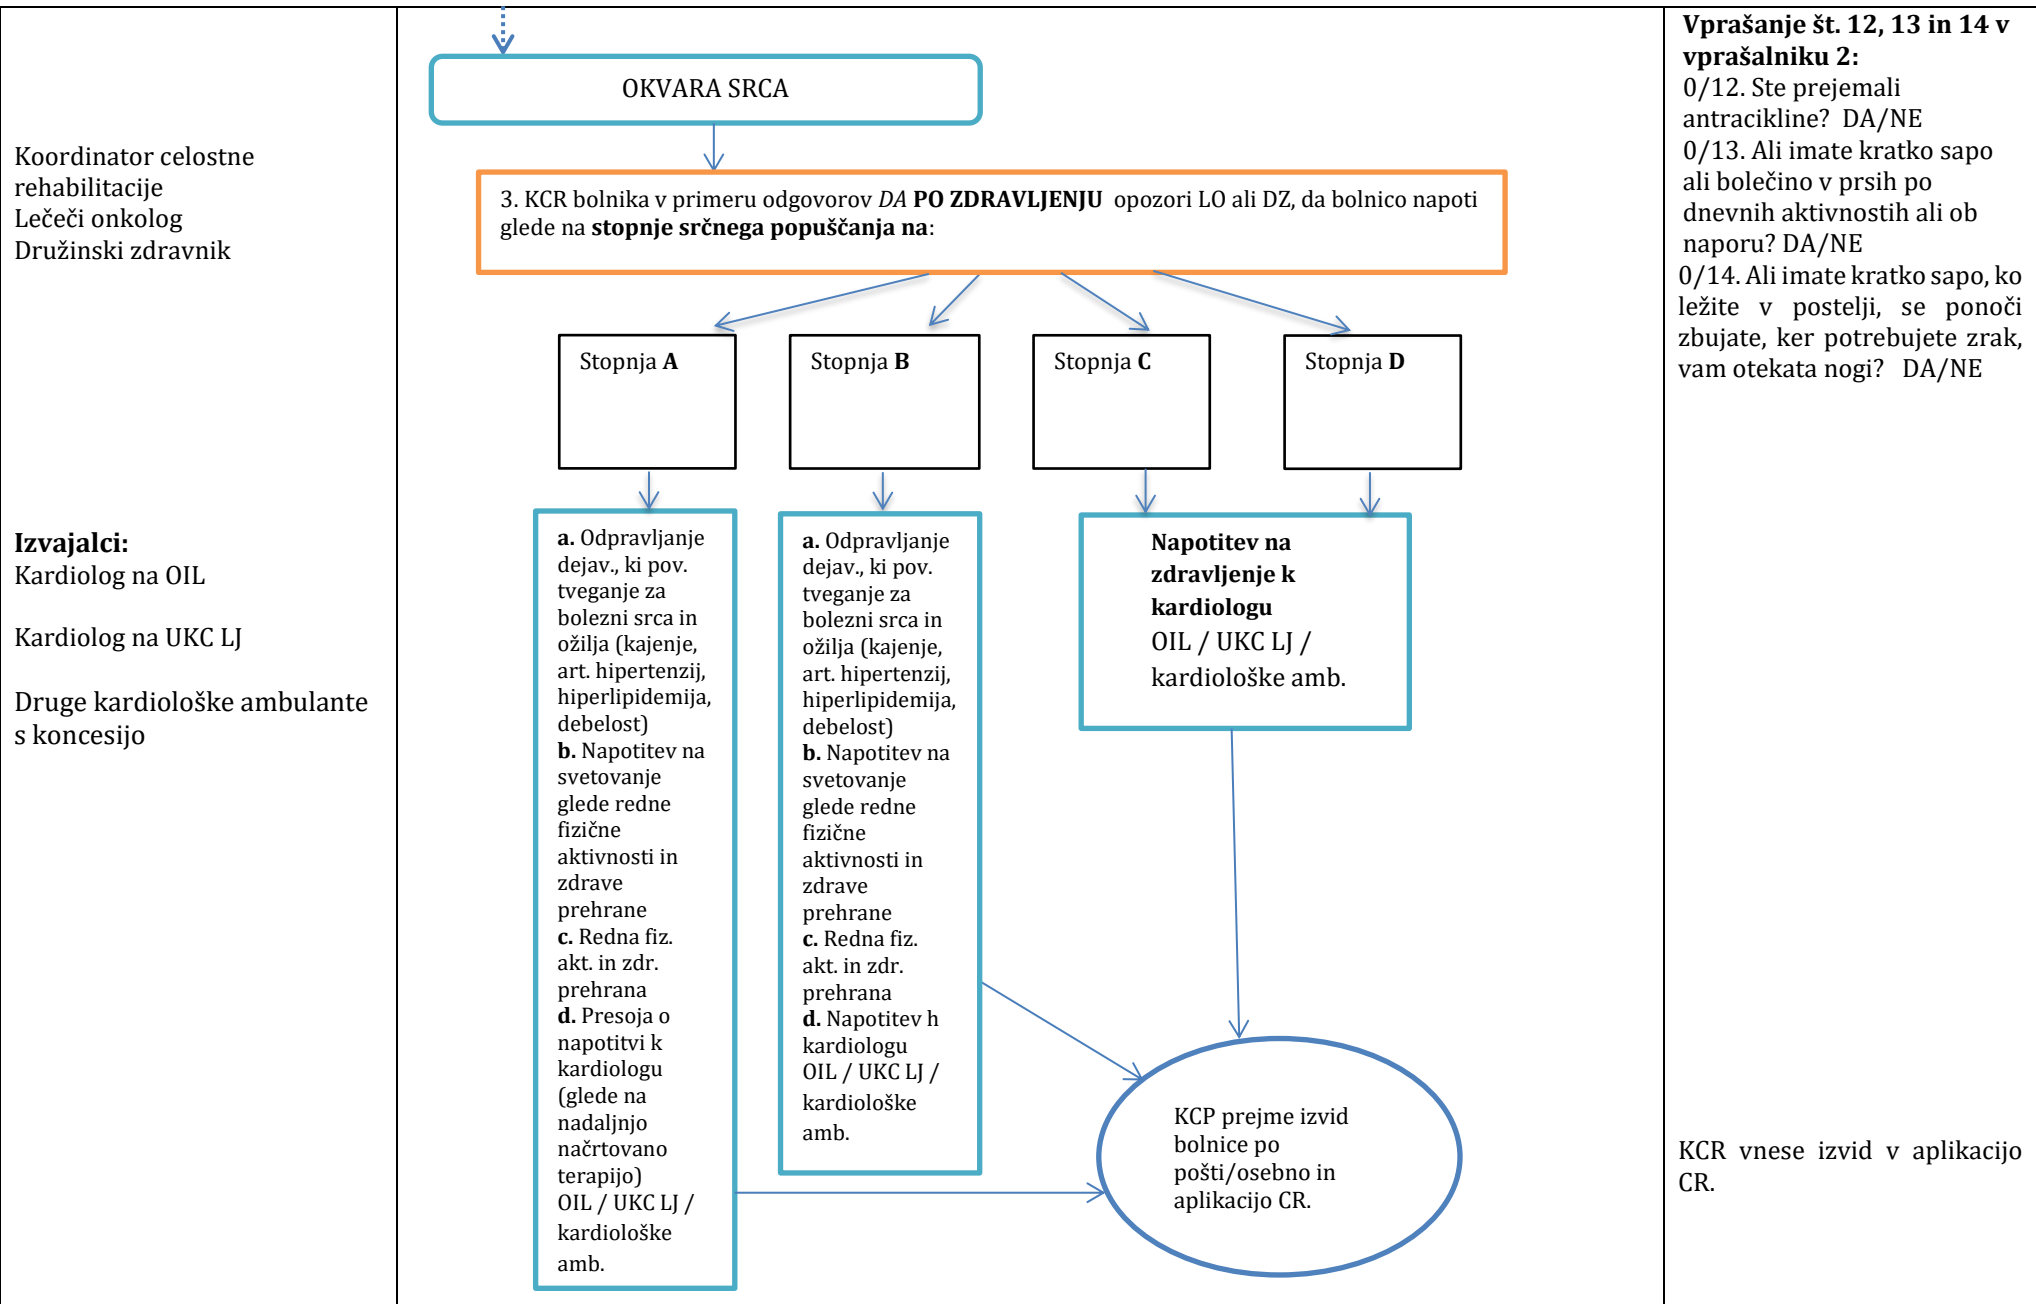 Koordinator celostne
rehabilitacije
Lečeči onkolog
Družinski zdravnik
Izvajalci:
Kardiolog na OIL
Kardiolog na UKC LJ
Druge kardiološke ambulante
s koncesijo
OKVARA SRCA
3. KCR bolnika v primeru odgovorov DA PO ZDRAVLJENJU opozori LO ali DZ, da bolnico napoti
glede na stopnje srčnega popuščanja na:
Stopnja A
Stopnja B
Stopnja C
Stopnja D
a. Odpravljanje
dejav., ki pov.
tveganje za
bolezni srca in
ožilja (kajenje,
art. hipertenzij,
hiperlipidemija,
debelost)
b. Napotitev na
svetovanje
glede redne
fizične
aktivnosti in
zdrave
prehrane
c. Redna fiz.
akt. in zdr.
prehrana
d. Presoja o
napotitvi k
kardiologu
(glede na
nadaljnjo
načrtovano
terapijo)
OIL / UKC LJ /
kardiološke
amb.
a. Odpravljanje
dejav., ki pov.
tveganje za
bolezni srca in
ožilja (kajenje,
art. hipertenzij,
hiperlipidemija,
debelost)
b. Napotitev na
svetovanje
glede redne
fizične
aktivnosti in
zdrave
prehrane
c. Redna fiz.
akt. in zdr.
prehrana
d. Napotitev h
kardiologu
OIL / UKC LJ /
kardiološke
amb.
Napotitev na
zdravljenje k
kardiologu
OIL / UKC LJ /
kardiološke amb.
KCP prejme izvid
bolnice po
pošti/osebno in
aplikacijo CR.
Vprašanje št. 12, 13 in 14 v
vprašalniku 2:
0/12. Ste prejemali
antracikline? DA/NE
0/13. Ali imate kratko sapo
ali bolečino v prsih po
dnevnih aktivnostih ali ob
naporu? DA/NE
0/14. Ali imate kratko sapo, ko
ležite v postelji, se ponoči
zbujate, ker potrebujete zrak,
vam otekata nogi? DA/NE
KCR vnese izvid v aplikacijo
CR.